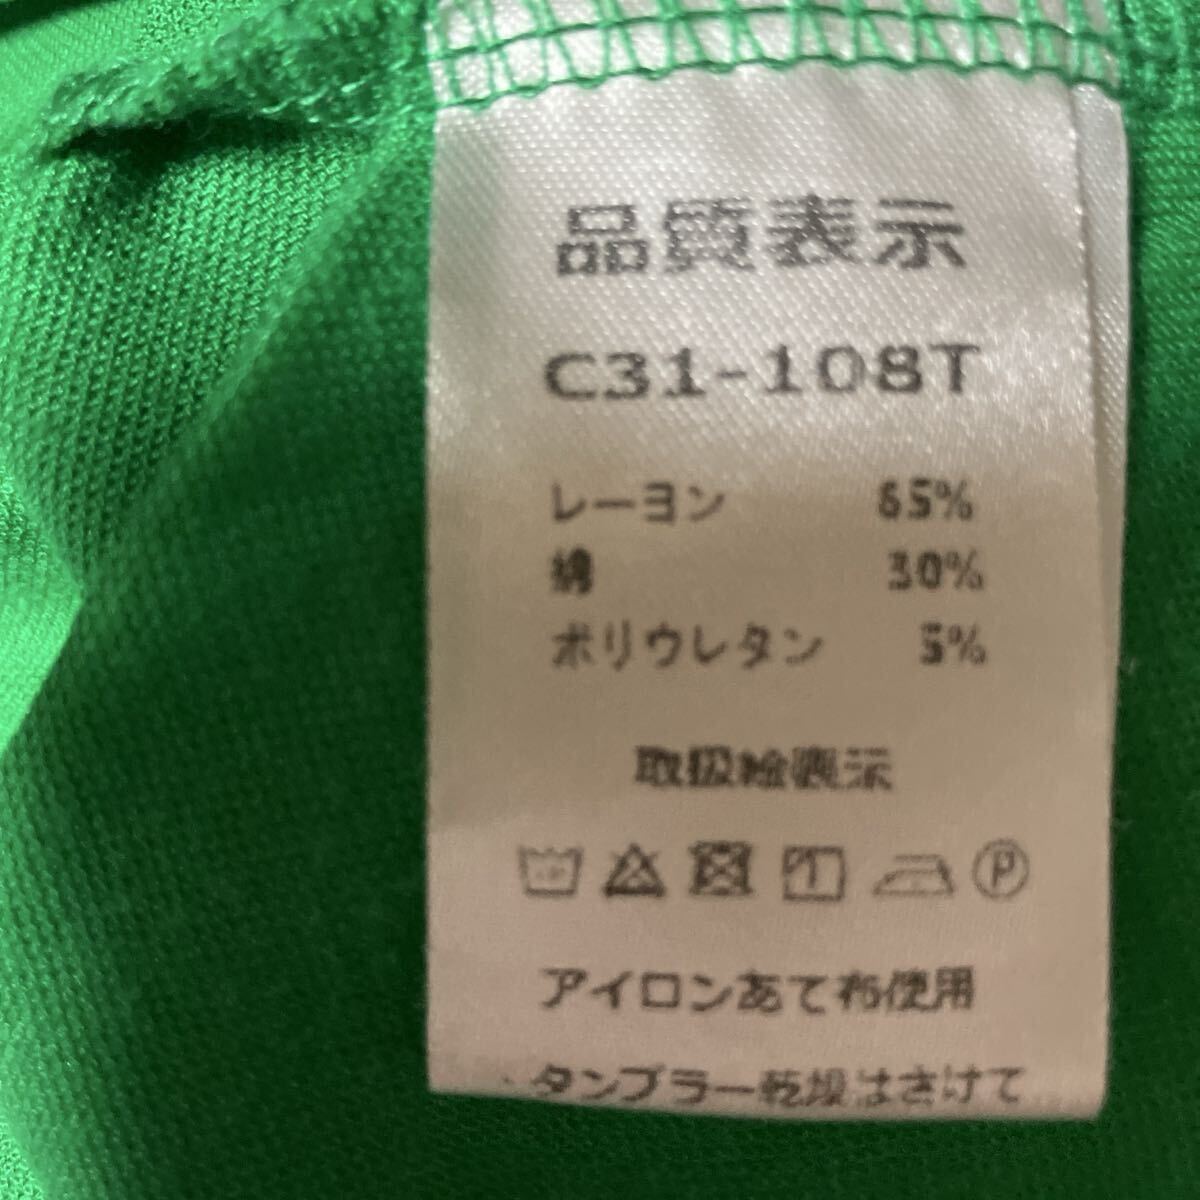 品質表示
C31-108T
レーヨン 65%
綿 30%
ポリウレタン 5%
取扱絵表示
P
アイロンあて布使用
タンブラー乾燥はさけて